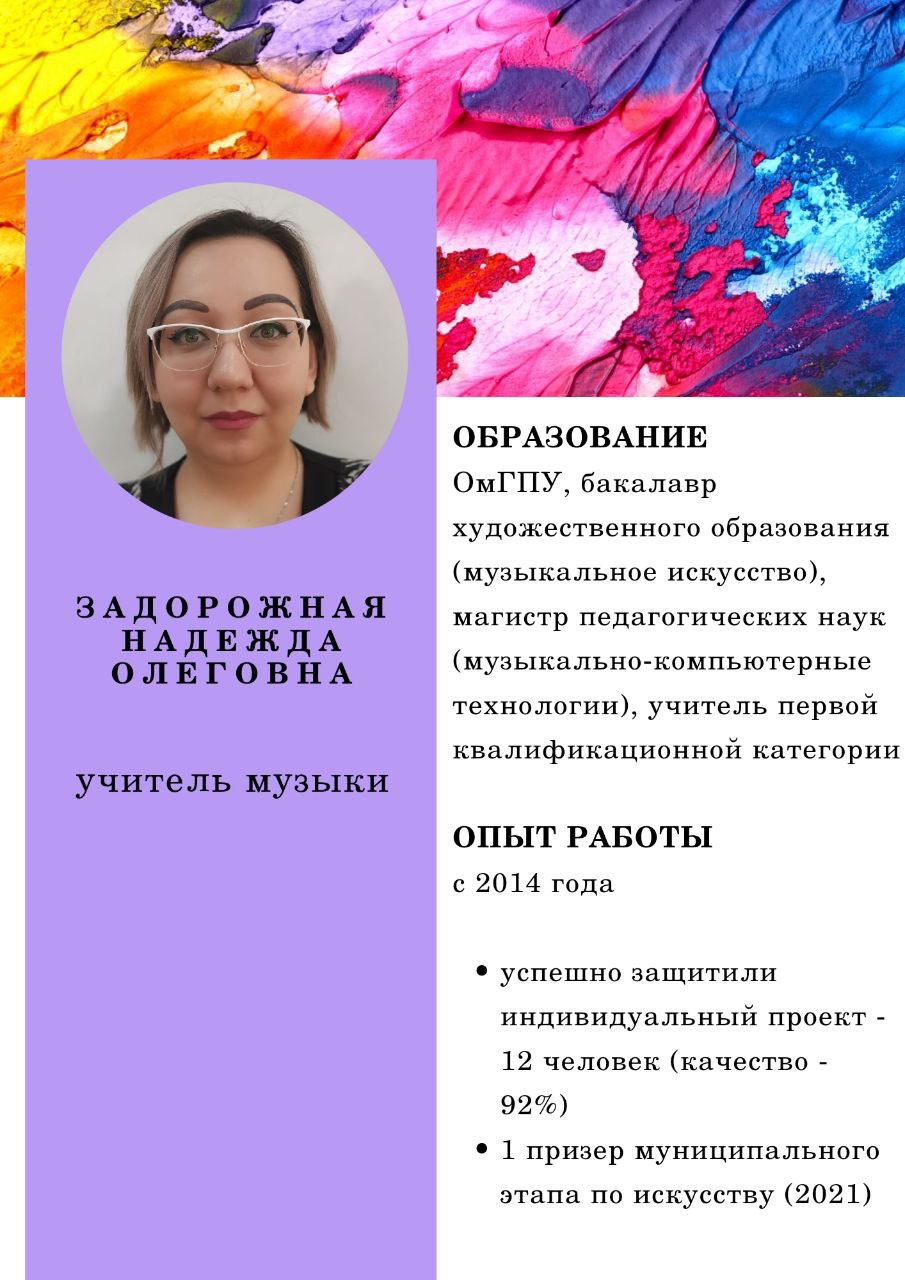 ЗАДОРОЖНАЯ
НАДЕЖДА
ОЛЕГОВНА
учитель музыки
ОБРАЗОВАНИЕ
ОмГПУ, бакалавр
художественного образования
(музыкальное искусство),
магистр педагогических наук
(музыкально-компьютерные
технологии), учитель первой
квалификационной категории
ОПЫТ РАБОТЫ
с 2014 года
• успешно защитили
индивидуальный проект -
12 человек (качество -
92%)
• 1 призер муниципального
этапа по искусству (2021)